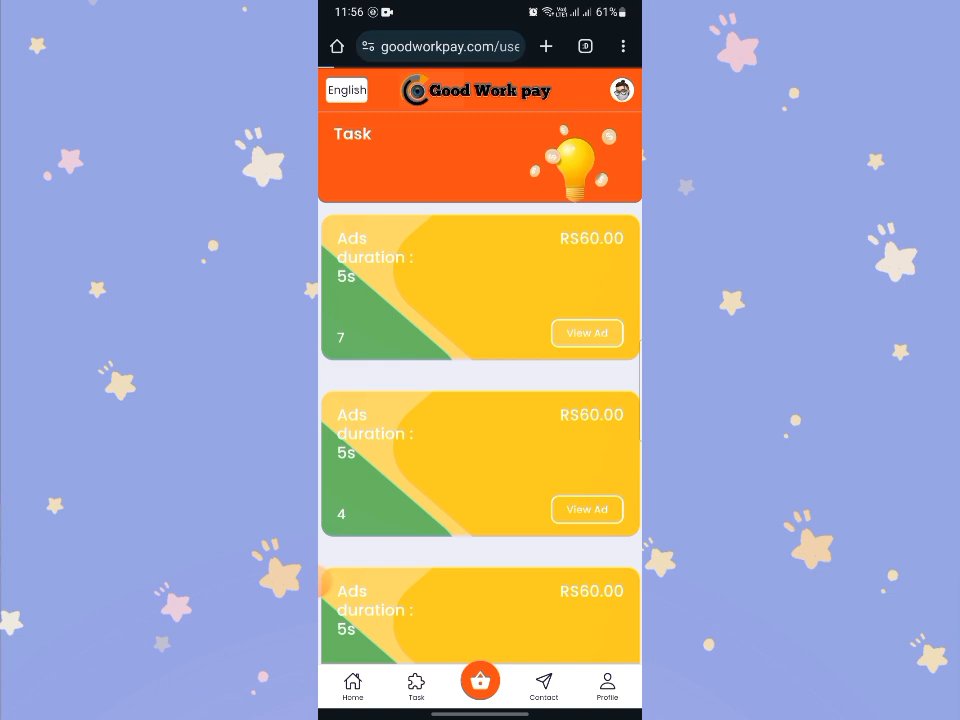 11:56
61%
goodworkpay.com/use
:D
English
Good Work pay
Task
Ads duration : 5s
RS60.00
7
View Ad
Ads duration : 5s
RS60.00
4
View Ad
Ads duration : 5s
RS60.00
Home
Task
Contact
Profile